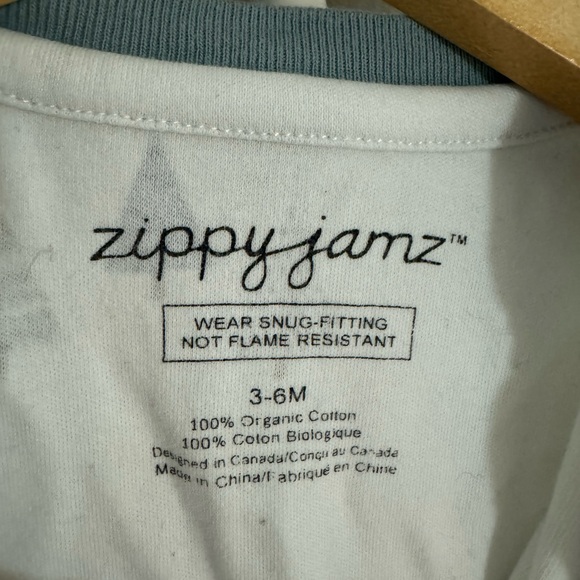 zippyjamz™
WEAR SNUG-FITTING
NOT FLAME RESISTANT
3-6M
100% Organic Cotton
100% Coton Biologique
Designed in Canada/Conçu au Canada
Made in China/Fabriqué en Chine